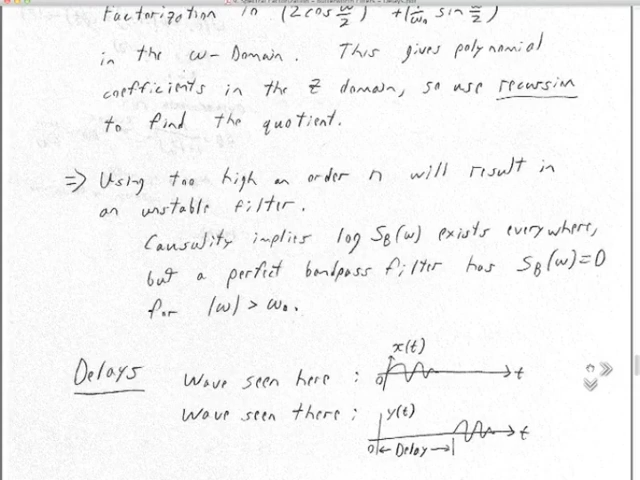 Factorization in (2cos ω/2) + (1/ω₀ sin ω/2)
in the ω-Domain. This gives polynomial
coefficients in the Z domain, so use recursion
to find the quotient.
⇒ Using too high an order n will result in
an unstable filter.
Causality implies log S_B(ω) exists everywhere,
but a perfect bandpass filter has S_B(ω)=0
for |ω| > ω₀.
x(t)
Delays Wave seen here : 0 t
Wave seen there : y(t) t
0 ← Delay →